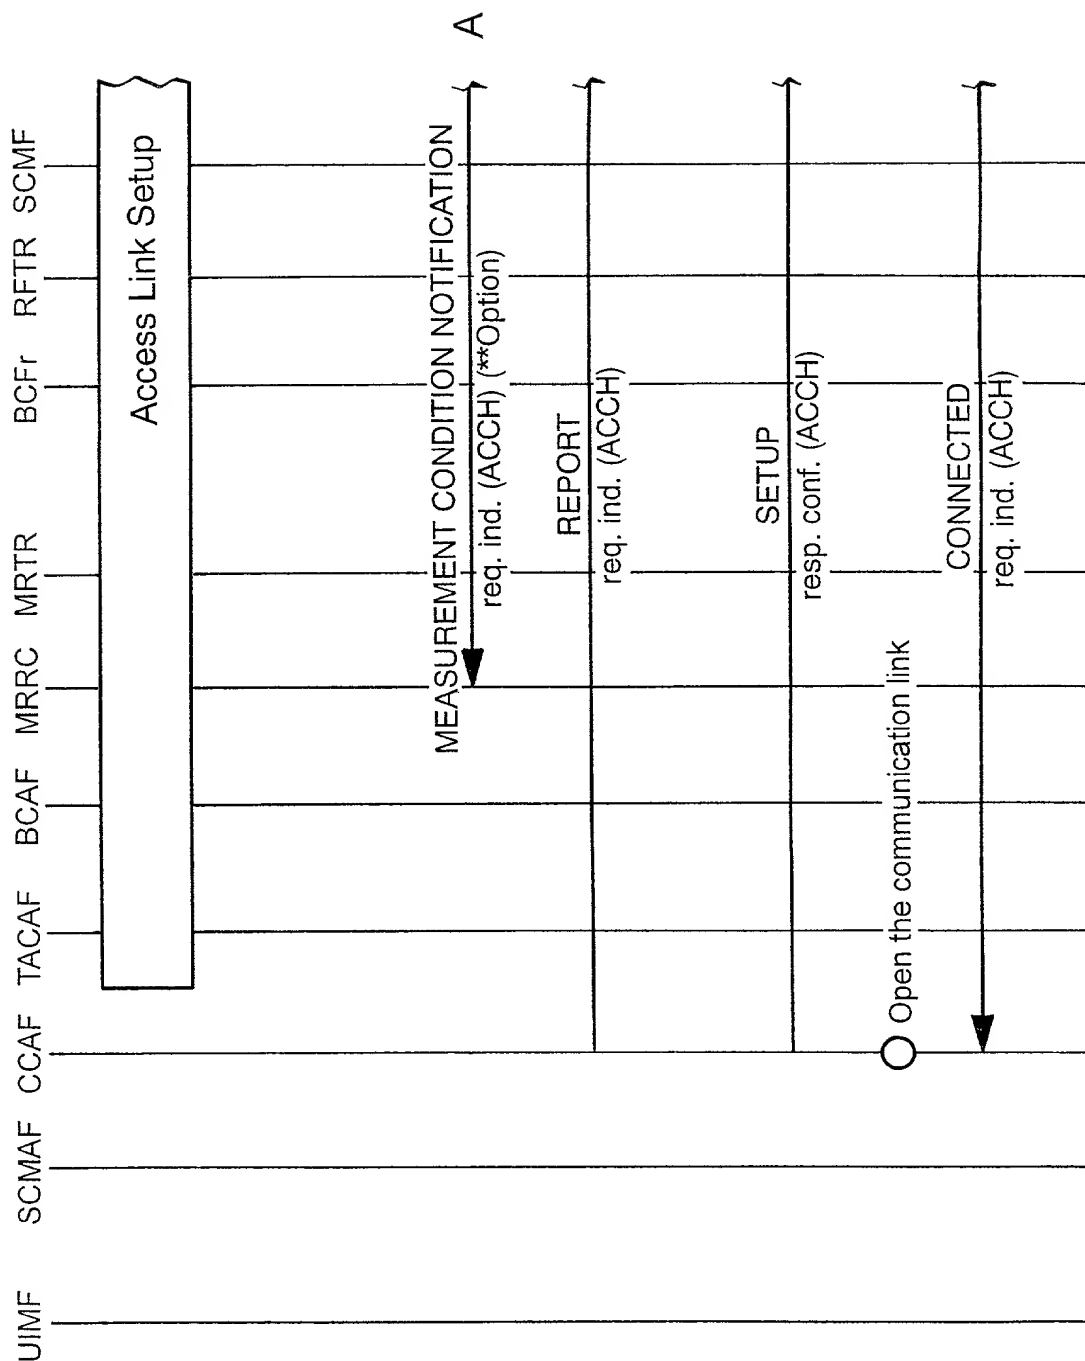 UIMF SCMAF CCAF TACAF BCAF MRRC MRTR BCFr RFTR SCMF
Access Link Setup
A
MEASUREMENT CONDITION NOTIFICATION
req. ind. (ACCH) (**Option)
REPORT
req. ind. (ACCH)
SETUP
resp. conf. (ACCH)
Open the communication link
CONNECTED
req. ind. (ACCH)